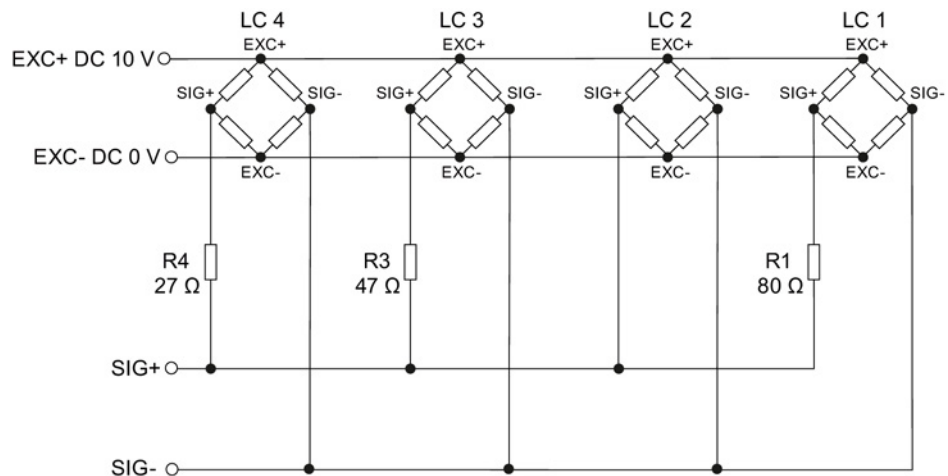 LC 4
LC 3
LC 2
LC 1
EXC+
EXC+
EXC+
EXC+
EXC+ DC 10 V
SIG+
SIG-
SIG+
SIG-
SIG+
SIG-
SIG+
SIG-
EXC- DC 0 V
EXC-
EXC-
EXC-
EXC-
R4
27 Ω
R3
47 Ω
R1
80 Ω
SIG+
SIG-